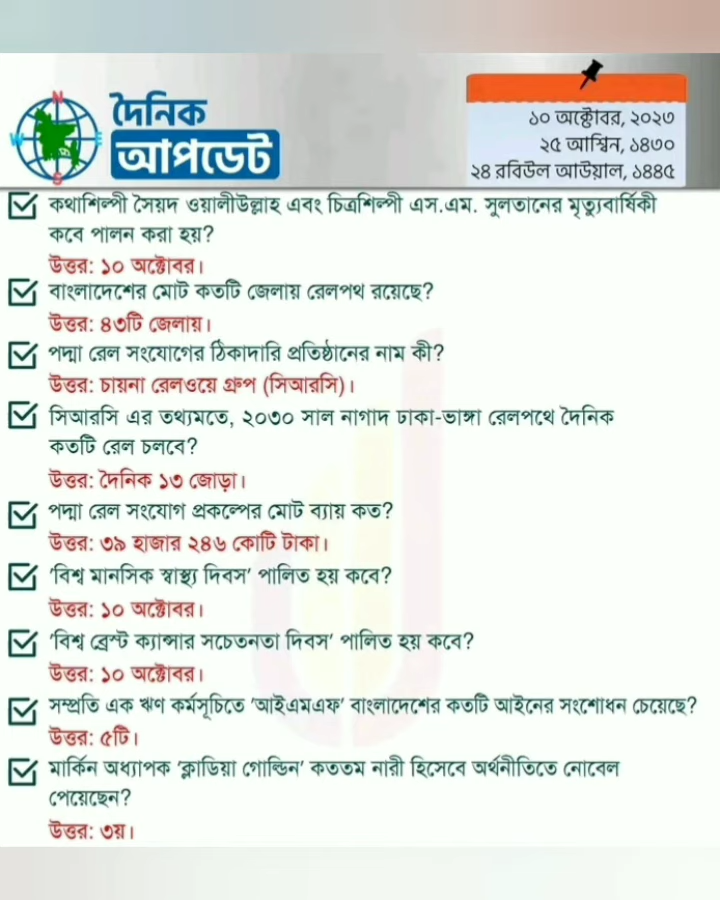 N
W
E
S
দৈনিক
আপডেট
১০ অক্টোবর, ২০২৩
২৫ আশ্বিন, ১৪৩০
২৪ রবিউল আউয়াল, ১৪৪৫
কথাশিল্পী সৈয়দ ওয়ালীউল্লাহ এবং চিত্রশিল্পী এস.এম. সুলতানের মৃত্যুবার্ষিকী
কবে পালন করা হয়?
উত্তর: ১০ অক্টোবর।
বাংলাদেশের মোট কতটি জেলায় রেলপথ রয়েছে?
উত্তর: ৪৩টি জেলায়।
পদ্মা রেল সংযোগের ঠিকাদারি প্রতিষ্ঠানের নাম কী?
উত্তর: চায়না রেলওয়ে গ্রুপ (সিআরসি)।
সিআরসি এর তথ্যমতে, ২০৩০ সাল নাগাদ ঢাকা-ভাঙ্গা রেলপথে দৈনিক
কতটি রেল চলবে?
উত্তর: দৈনিক ১৩ জোড়া।
পদ্মা রেল সংযোগ প্রকল্পের মোট ব্যায় কত?
উত্তর: ৩৯ হাজার ২৪৬ কোটি টাকা।
'বিশ্ব মানসিক স্বাস্থ্য দিবস' পালিত হয় কবে?
উত্তর: ১০ অক্টোবর।
'বিশ্ব ব্রেস্ট ক্যান্সার সচেতনতা দিবস' পালিত হয় কবে?
উত্তর: ১০ অক্টোবর।
সম্প্রতি এক ঋণ কর্মসূচিতে 'আইএমএফ' বাংলাদেশের কতটি আইনের সংশোধন চেয়েছে?
উত্তর: ৫টি।
মার্কিন অধ্যাপক 'ক্লাডিয়া গোল্ডিন' কততম নারী হিসেবে অর্থনীতিতে নোবেল
পেয়েছেন?
উত্তর: ৩য়।